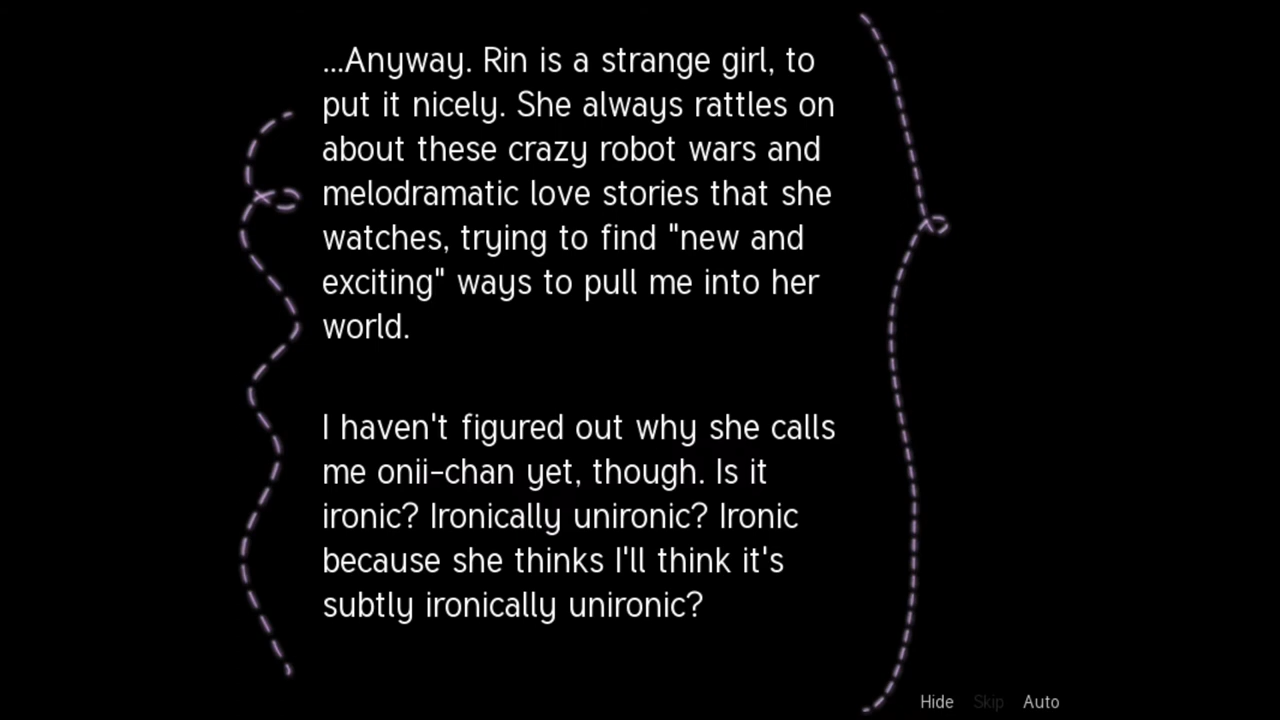 ...Anyway. Rin is a strange girl, to
put it nicely. She always rattles on
about these crazy robot wars and
melodramatic love stories that she
watches, trying to find "new and
exciting" ways to pull me into her
world.
I haven't figured out why she calls
me onii-chan yet, though. Is it
ironic? Ironically unironic? Ironic
because she thinks I'll think it's
subtly ironically unironic?
Hide Skip Auto